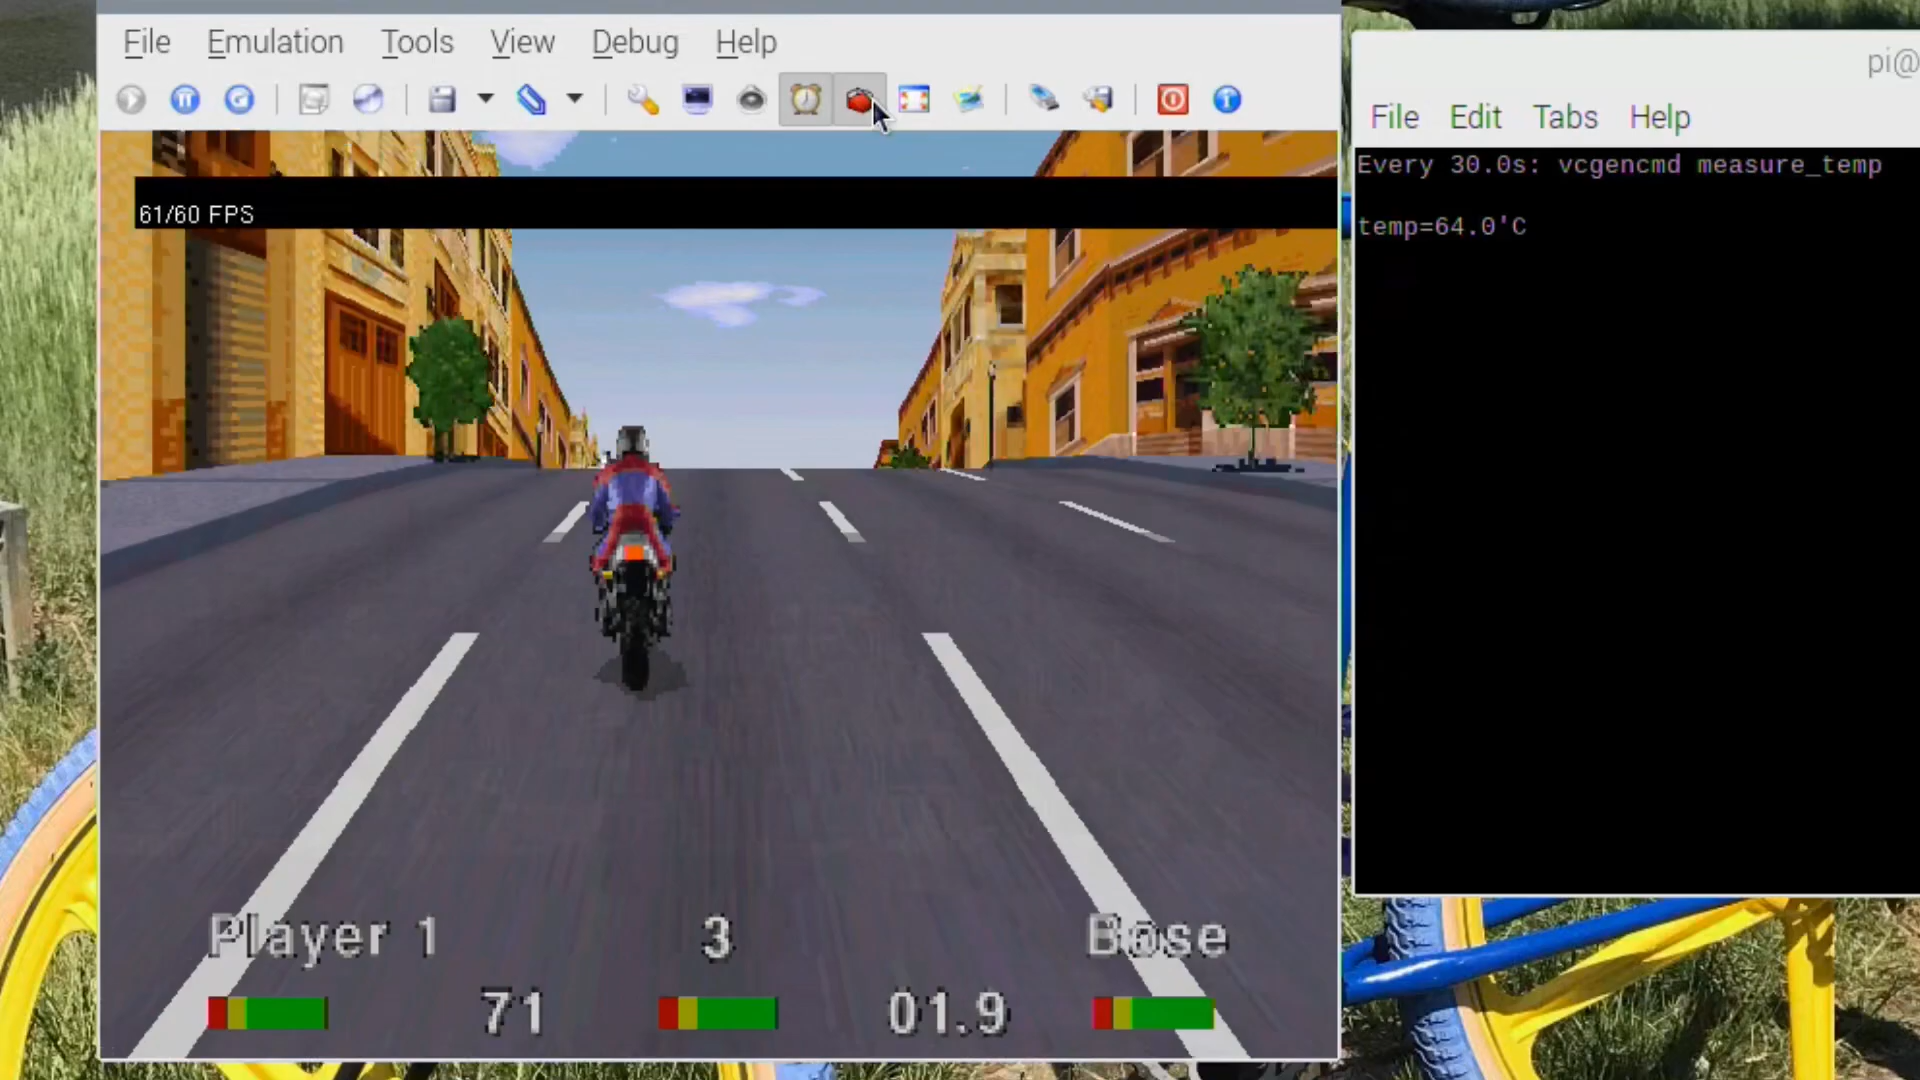 File Emulation Tools View Debug Help
61/60 FPS
Player 1 3 Bose
71 01.9
pi@
File Edit Tabs Help
Every 30.0s: vcgencmd measure_temp
temp=64.0'C